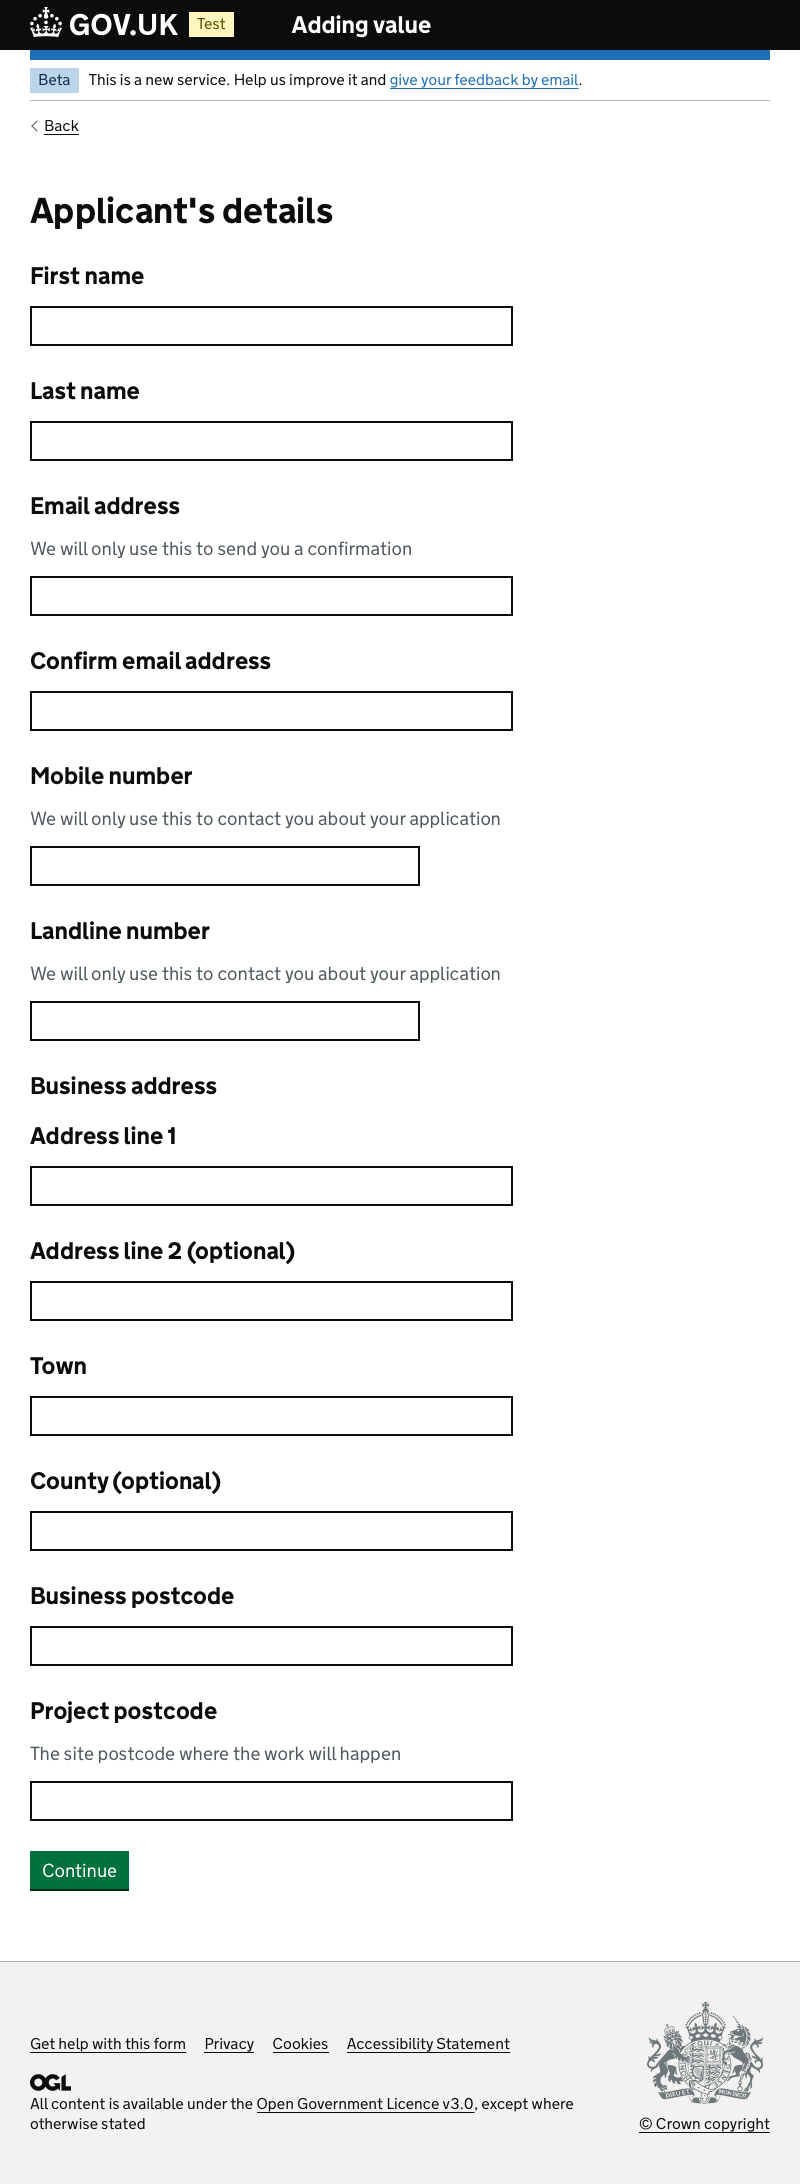 GOV.UK Test Adding value
Beta This is a new service. Help us improve it and give your feedback by email.
Back
Applicant's details
First name
Last name
Email address
We will only use this to send you a confirmation
Confirm email address
Mobile number
We will only use this to contact you about your application
Landline number
We will only use this to contact you about your application
Business address
Address line 1
Address line 2 (optional)
Town
County (optional)
Business postcode
Project postcode
The site postcode where the work will happen
Continue
Get help with this form Privacy Cookies Accessibility Statement
OGL
All content is available under the Open Government Licence v3.0, except where
otherwise stated
© Crown copyright